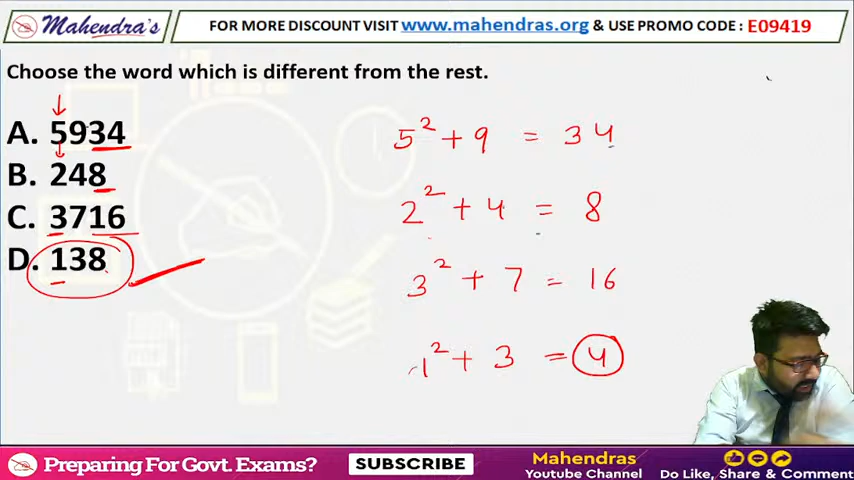 Mahendra's
FOR MORE DISCOUNT VISIT www.mahendras.org & USE PROMO CODE : E09419
Choose the word which is different from the rest.
A. 5934
B. 248
C. 3716
D. 138
5² + 9 = 34
2² + 4 = 8
3² + 7 = 16
1² + 3 = 4
Preparing For Govt. Exams?
SUBSCRIBE
Mahendras
Youtube Channel
Do Like, Share & Comment